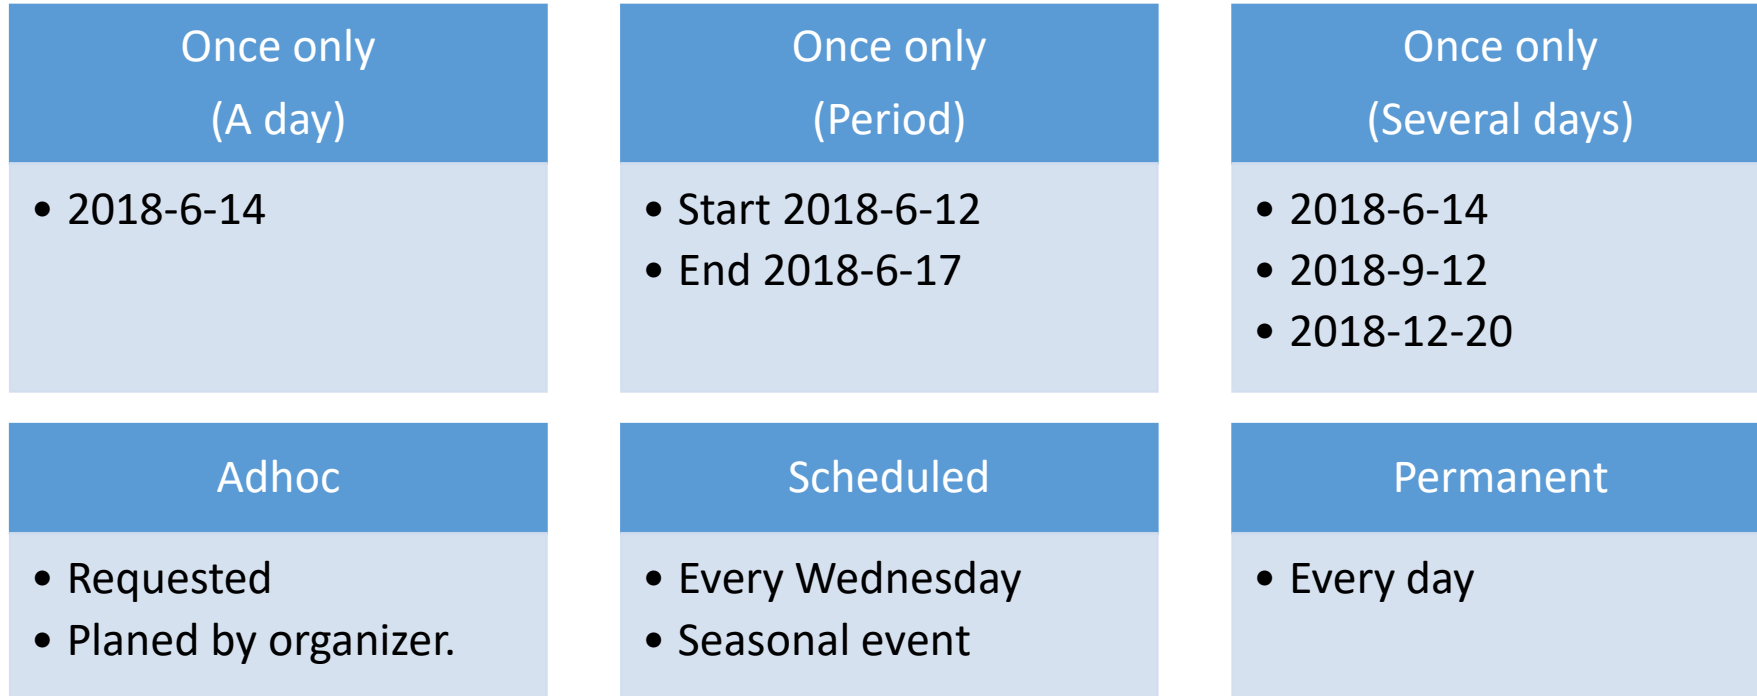 Once only
(A day)
• 2018-6-14
Once only
(Period)
• Start 2018-6-12
• End 2018-6-17
Once only
(Several days)
• 2018-6-14
• 2018-9-12
• 2018-12-20
Adhoc
• Requested
• Planed by organizer.
Scheduled
• Every Wednesday
• Seasonal event
Permanent
• Every day